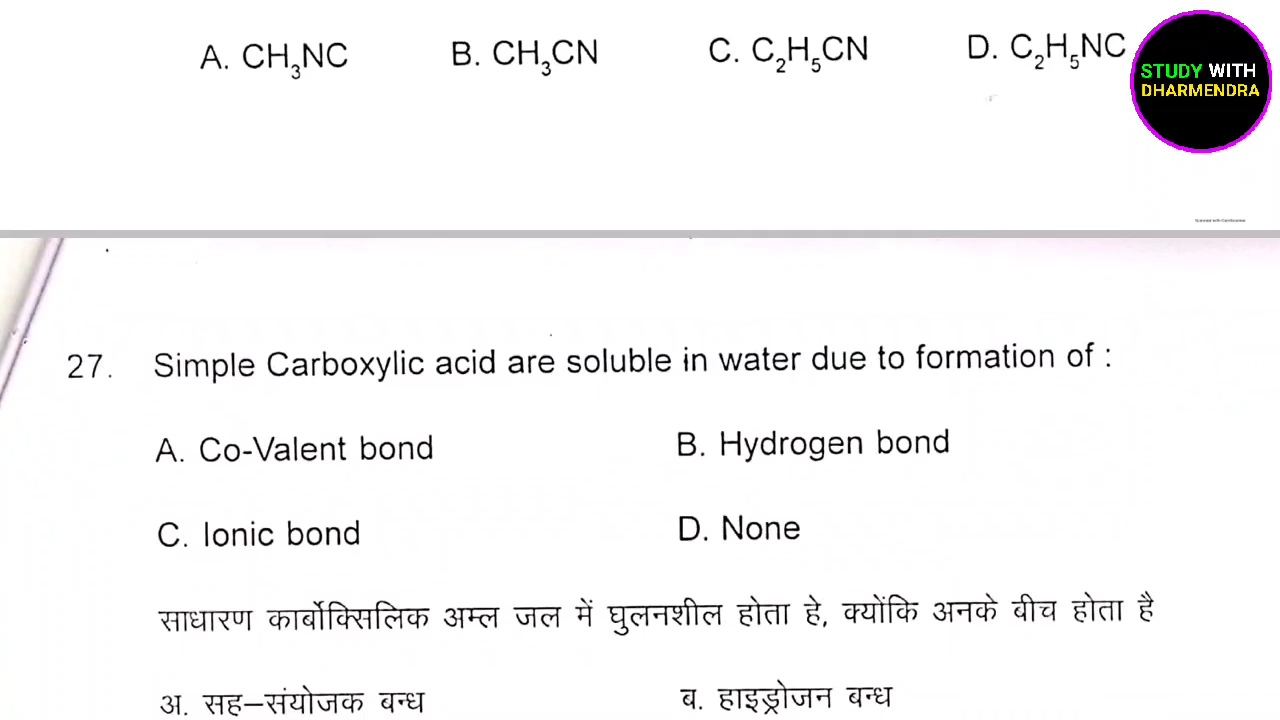 A. CH₃NC B. CH₃CN C. C₂H₅CN D. C₂H₅NC
STUDY WITH
DHARMENDRA
27. Simple Carboxylic acid are soluble in water due to formation of :
A. Co-Valent bond B. Hydrogen bond
C. Ionic bond D. None
साधारण कार्बोक्सिलिक अम्ल जल में घुलनशील होता हे, क्योंकि अनके बीच होता है
अ. सह–संयोजक बन्ध ब. हाइड्रोजन बन्ध